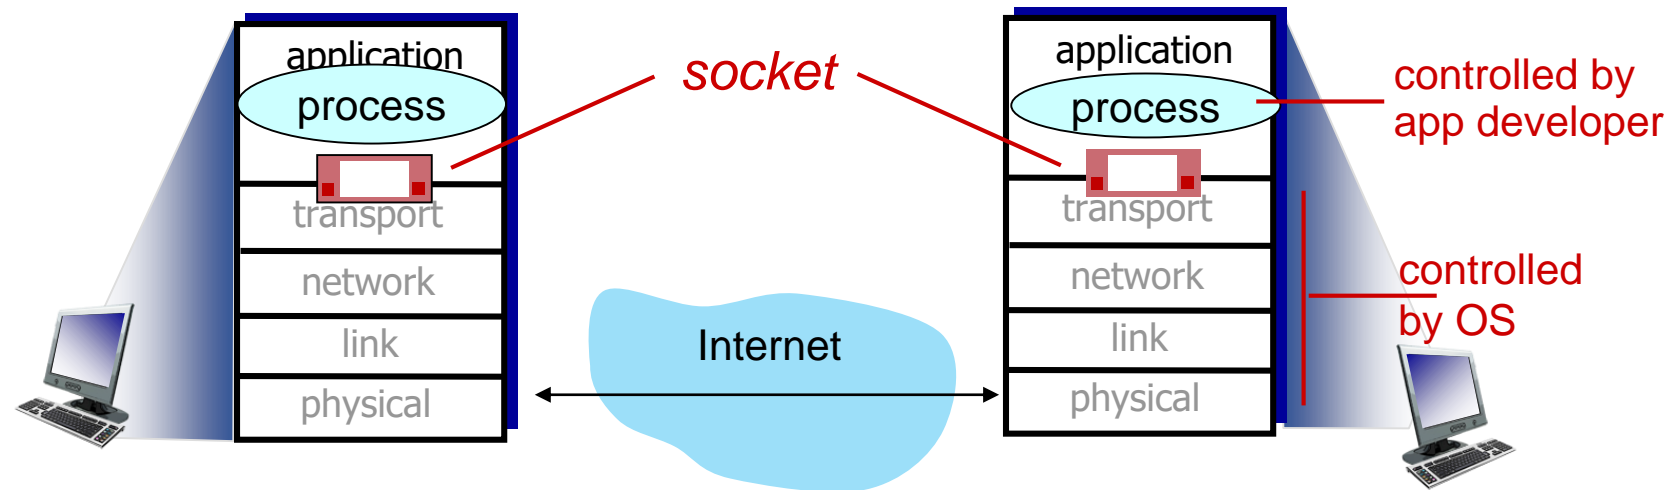 application
process
transport
network
link
physical
socket
Internet
application
process
transport
network
link
physical
controlled by
app developer
controlled
by OS